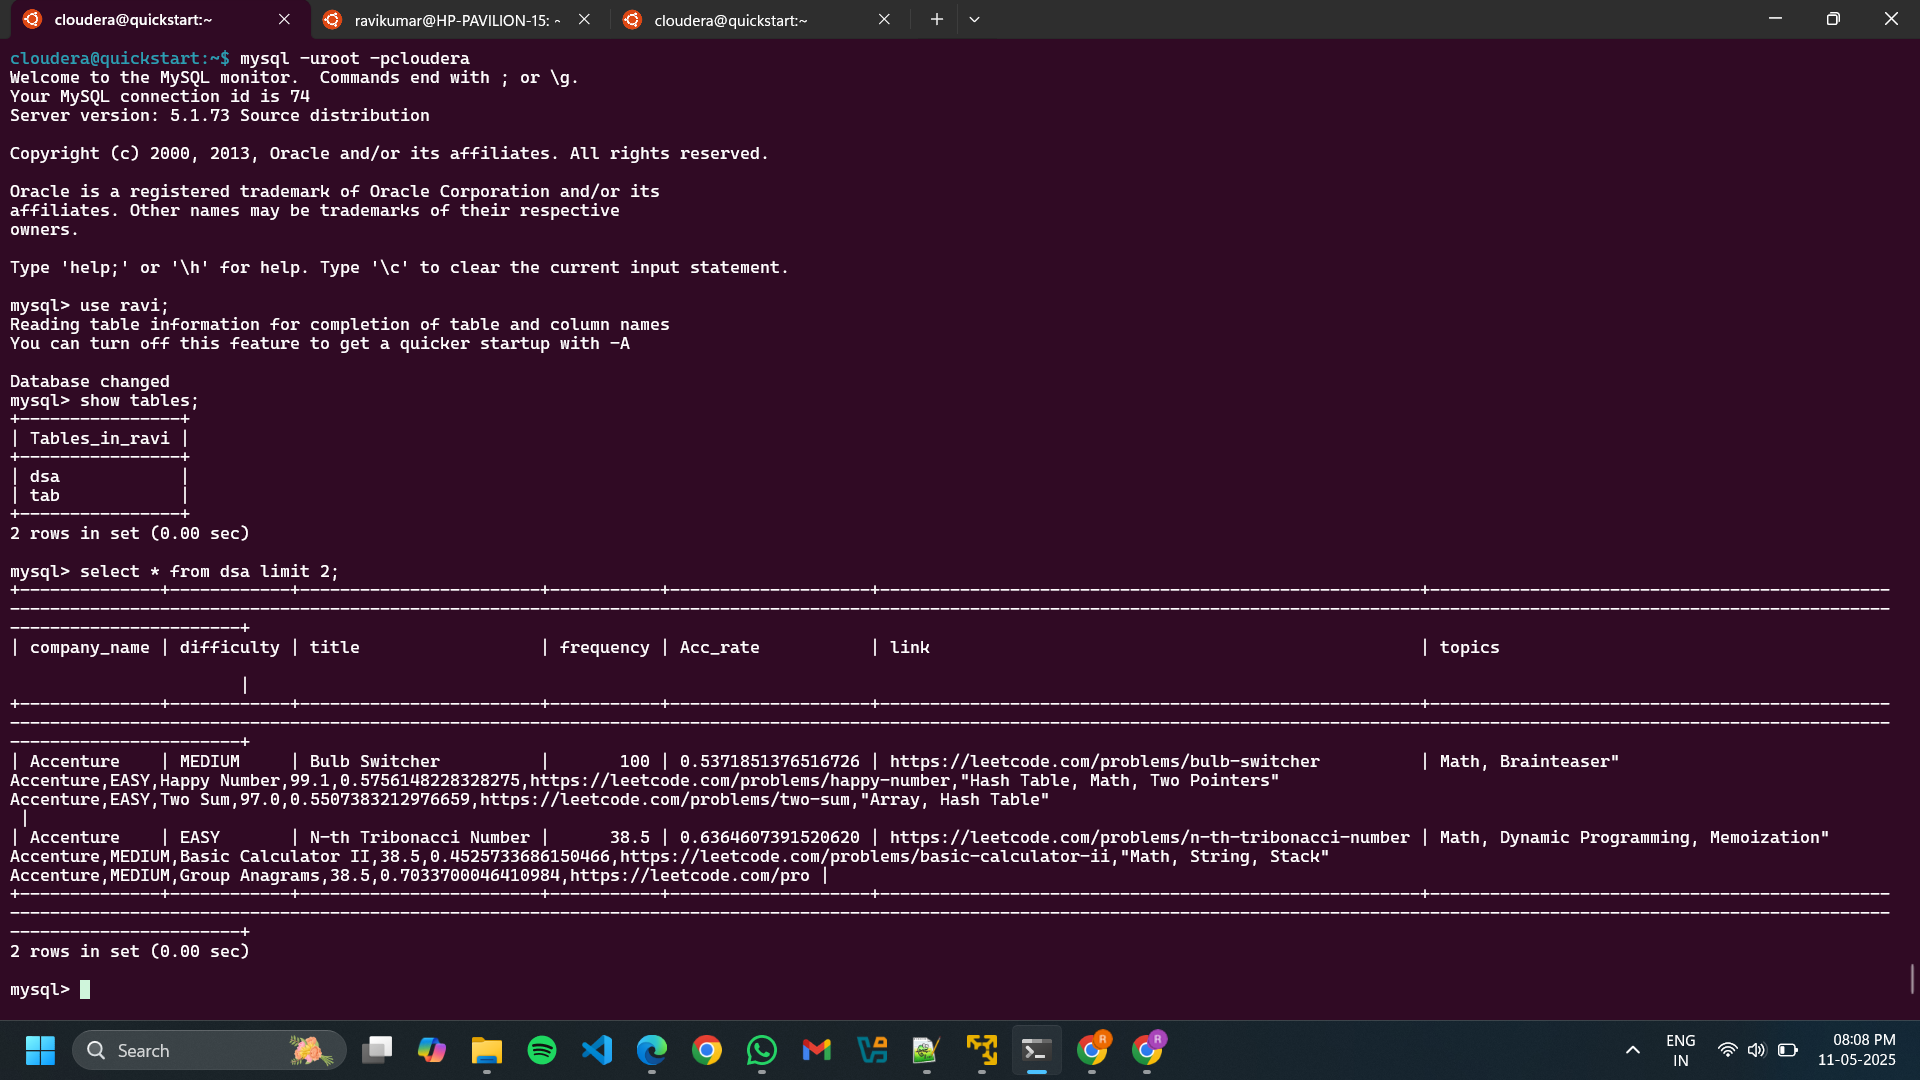 cloudera@quickstart:~
ravikumar@HP-PAVILION-15: ~
cloudera@quickstart:~
cloudera@quickstart:~$ mysql -uroot -pcloudera
Welcome to the MySQL monitor.  Commands end with ; or \g.
Your MySQL connection id is 74
Server version: 5.1.73 Source distribution
Copyright (c) 2000, 2013, Oracle and/or its affiliates. All rights reserved.
Oracle is a registered trademark of Oracle Corporation and/or its
affiliates. Other names may be trademarks of their respective
owners.
Type 'help;' or '\h' for help. Type '\c' to clear the current input statement.
mysql> use ravi;
Reading table information for completion of table and column names
You can turn off this feature to get a quicker startup with -A
Database changed
mysql> show tables;
+----------------+
| Tables_in_ravi |
+----------------+
| dsa            |
| tab            |
+----------------+
2 rows in set (0.00 sec)
mysql> select * from dsa limit 2;
| company_name | difficulty | title                  | frequency | Acc_rate           | link                                                 | topics
|
| Accenture    | MEDIUM     | Bulb Switcher          |       100 | 0.5371851376516726 | https://leetcode.com/problems/bulb-switcher          | Math, Brainteaser"
Accenture,EASY,Happy Number,99.1,0.5756148228328275,https://leetcode.com/problems/happy-number,"Hash Table, Math, Two Pointers"
Accenture,EASY,Two Sum,97.0,0.5507383212976659,https://leetcode.com/problems/two-sum,"Array, Hash Table"
|
| Accenture    | EASY       | N-th Tribonacci Number |      38.5 | 0.6364607391520620 | https://leetcode.com/problems/n-th-tribonacci-number | Math, Dynamic Programming, Memoization"
Accenture,MEDIUM,Basic Calculator II,38.5,0.4525733686150466,https://leetcode.com/problems/basic-calculator-ii,"Math, String, Stack"
Accenture,MEDIUM,Group Anagrams,38.5,0.7033700046410984,https://leetcode.com/pro |
2 rows in set (0.00 sec)
mysql>
Search
R
R
ENG
IN
08:08 PM
11-05-2025